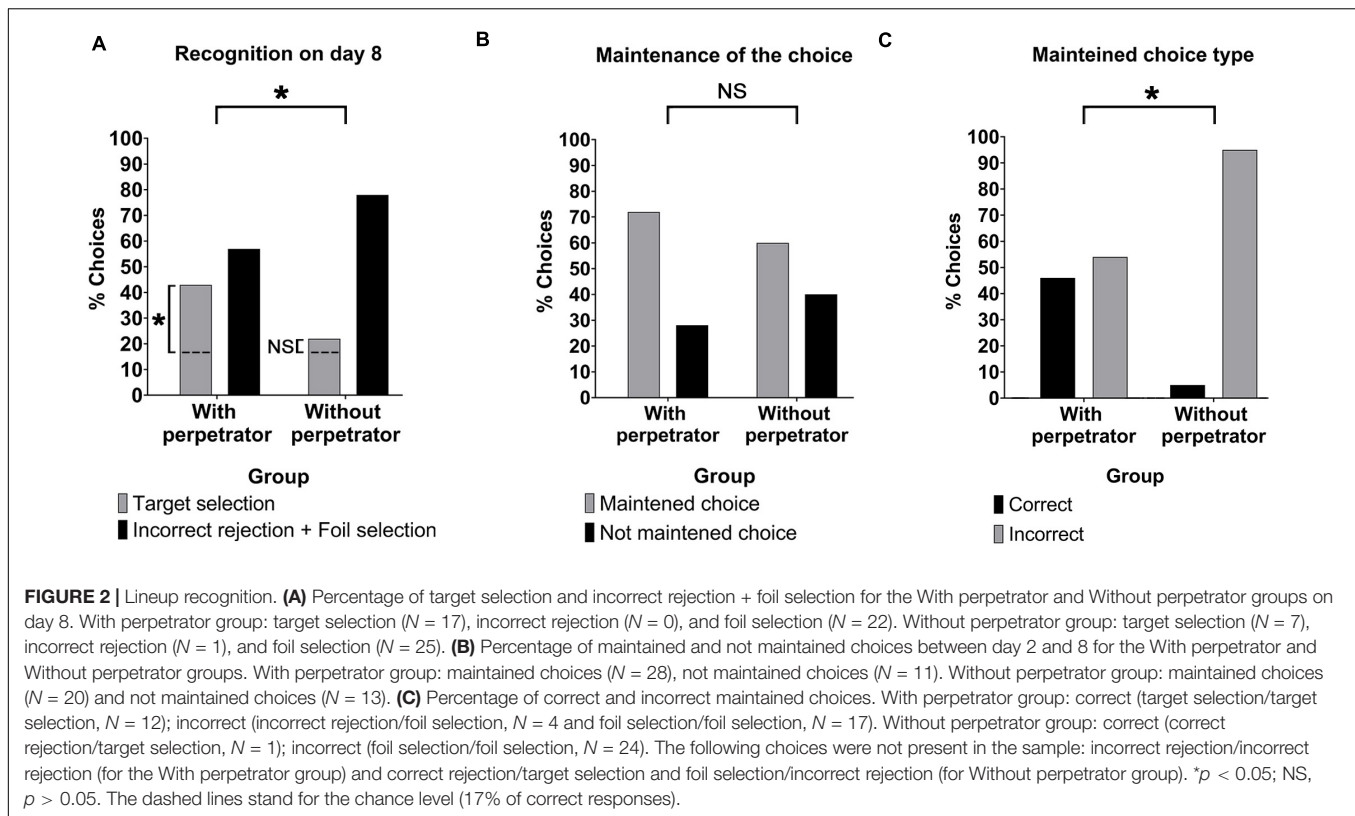 A
Recognition on day 8
*
% Choices
100
90
80
70
60
50
40
30
20
10
0
*
NS
With
perpetrator
Without
perpetrator
Group
Target selection
Incorrect rejection + Foil selection
B
Maintenance of the choice
NS
% Choices
100
90
80
70
60
50
40
30
20
10
0
With
perpetrator
Without
perpetrator
Group
Maintened choice
Not maintened choice
C
Mainteined choice type
*
% Choices
100
90
80
70
60
50
40
30
20
10
0
With
perpetrator
Without
perpetrator
Group
Correct
Incorrect
FIGURE 2 | Lineup recognition. (A) Percentage of target selection and incorrect rejection + foil selection for the With perpetrator and Without perpetrator groups on
day 8. With perpetrator group: target selection (N = 17), incorrect rejection (N = 0), and foil selection (N = 22). Without perpetrator group: target selection (N = 7),
incorrect rejection (N = 1), and foil selection (N = 25). (B) Percentage of maintained and not maintained choices between day 2 and 8 for the With perpetrator and
Without perpetrator groups. With perpetrator group: maintained choices (N = 28), not maintained choices (N = 11). Without perpetrator group: maintained choices
(N = 20) and not maintained choices (N = 13). (C) Percentage of correct and incorrect maintained choices. With perpetrator group: correct (target selection/target
selection, N = 12); incorrect (incorrect rejection/foil selection, N = 4 and foil selection/foil selection, N = 17). Without perpetrator group: correct (correct
rejection/target selection, N = 1); incorrect (foil selection/foil selection, N = 24). The following choices were not present in the sample: incorrect rejection/incorrect
rejection (for the With perpetrator group) and correct rejection/target selection and foil selection/incorrect rejection (for Without perpetrator group). *p < 0.05; NS,
p > 0.05. The dashed lines stand for the chance level (17% of correct responses).